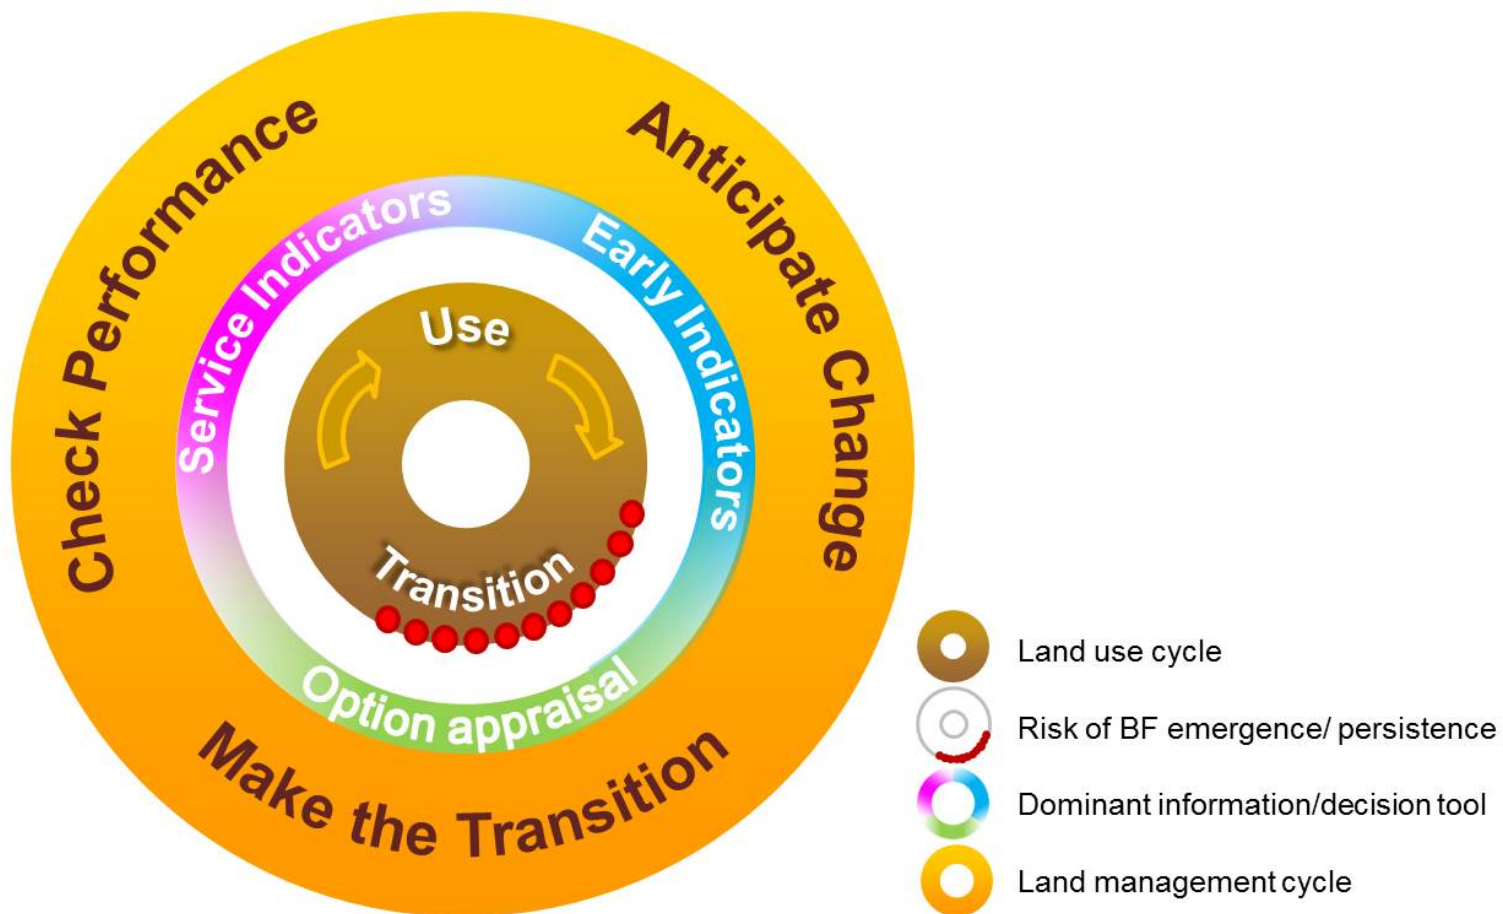 Check Performance
Anticipate Change
Make the Transition
Service Indicators
Early Indicators
Option appraisal
Use
Transition
Land use cycle
Risk of BF emergence/ persistence
Dominant information/decision tool
Land management cycle